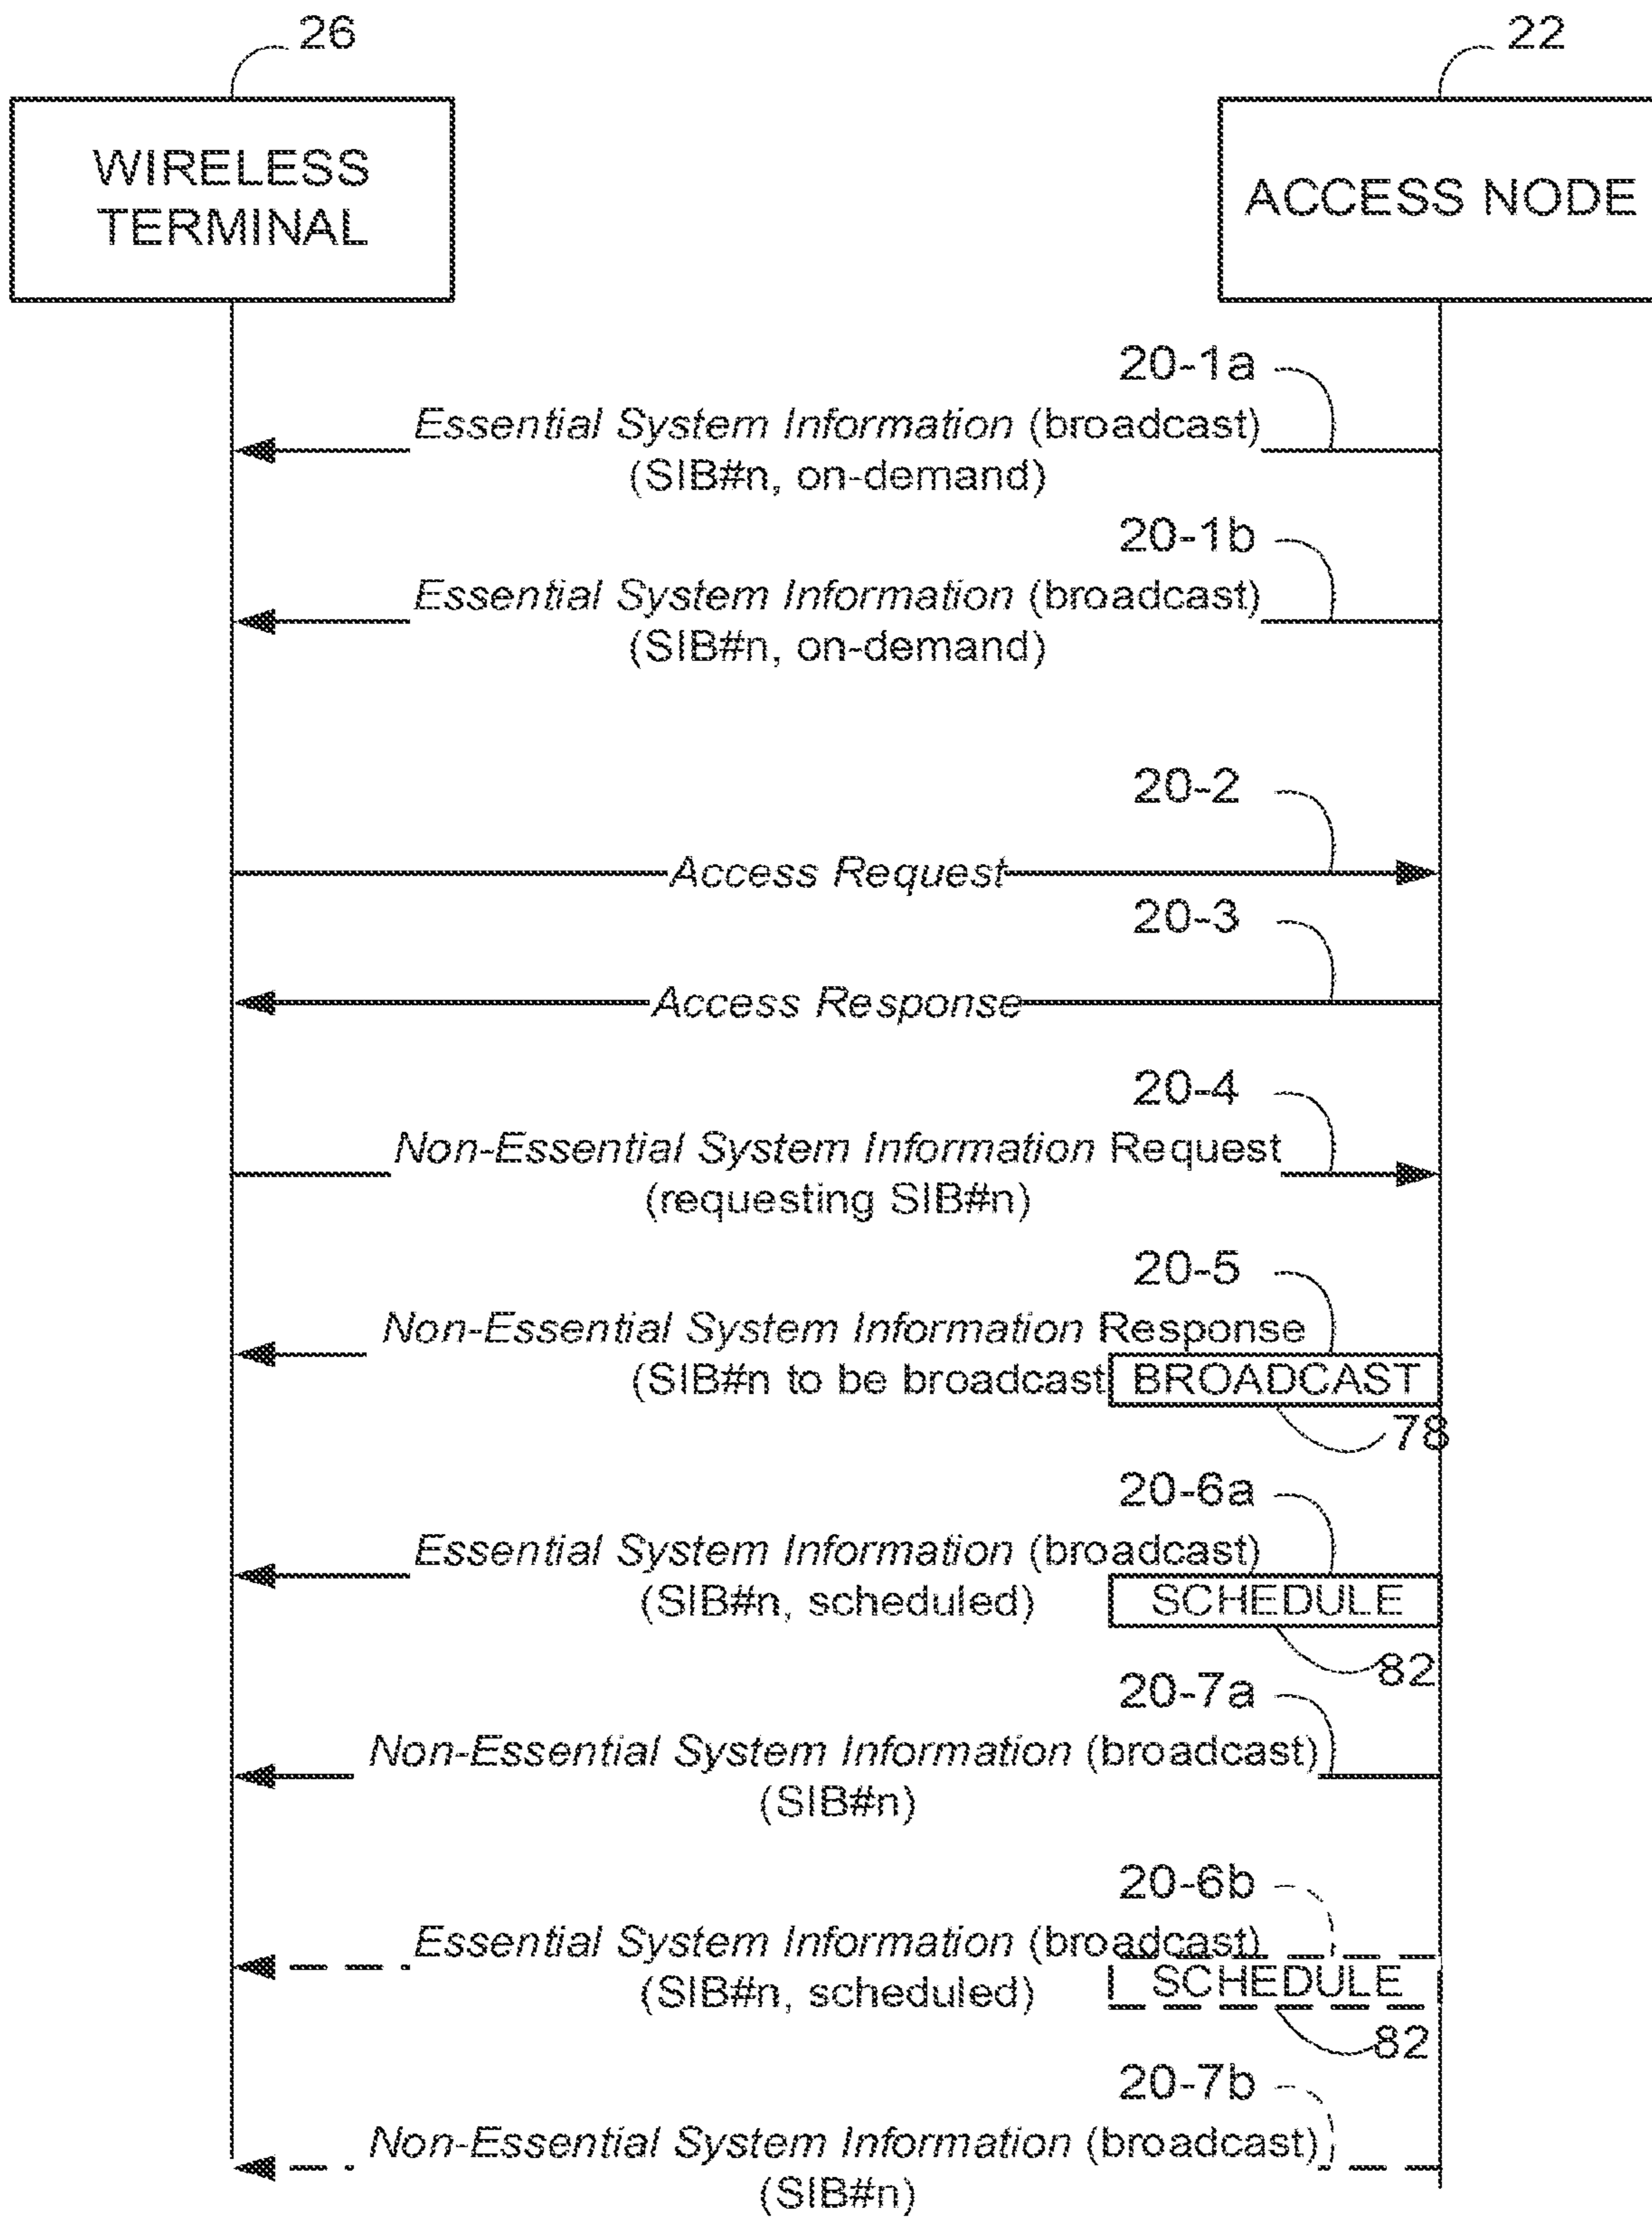 26
22
WIRELESS
TERMINAL
ACCESS NODE
20-1a
Essential System Information (broadcast)
(SIB#n, on-demand)
20-1b
Essential System Information (broadcast)
(SIB#n, on-demand)
20-2
Access Request
20-3
Access Response
20-4
Non-Essential System Information Request
(requesting SIB#n)
20-5
Non-Essential System Information Response
(SIB#n to be broadcast
BROADCAST
78
20-6a
Essential System Information (broadcast)
(SIB#n, scheduled)
SCHEDULE
82
20-7a
Non-Essential System Information (broadcast)
(SIB#n)
20-6b
Essential System Information (broadcast)
(SIB#n, scheduled)
SCHEDULE
82
20-7b
Non-Essential System Information (broadcast)
(SIB#n)